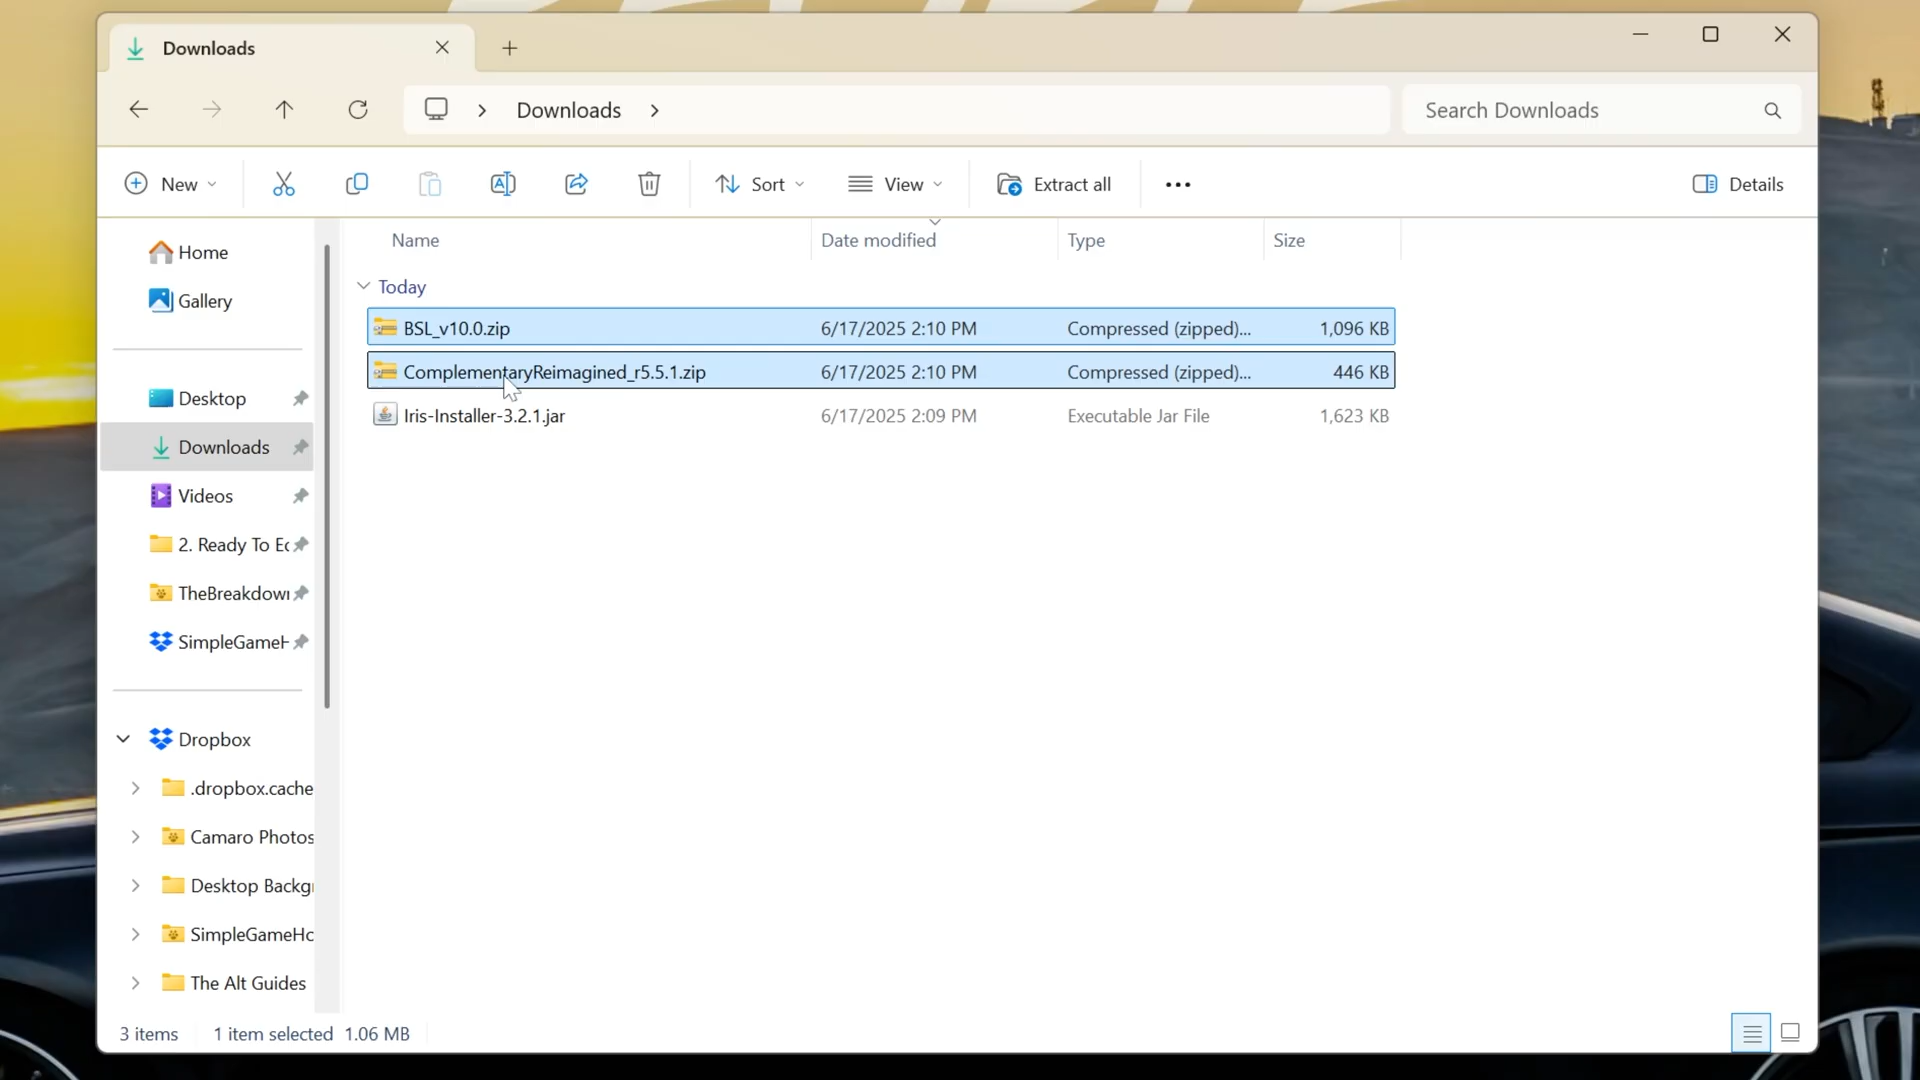 Downloads
Downloads
Search Downloads
New
Sort
View
Extract all
Details
Name
Date modified
Type
Size
Home
Gallery
Desktop
Downloads
Videos
2. Ready To Ec
TheBreakdowr
SimpleGameH
Dropbox
.dropbox.cache
Camaro Photos
Desktop Backgr
SimpleGameHo
The Alt Guides
Today
BSL_v10.0.zip 6/17/2025 2:10 PM Compressed (zipped)... 1,096 KB
ComplementaryReimagined_r5.5.1.zip 6/17/2025 2:10 PM Compressed (zipped)... 446 KB
Iris-Installer-3.2.1.jar 6/17/2025 2:09 PM Executable Jar File 1,623 KB
3 items 1 item selected 1.06 MB